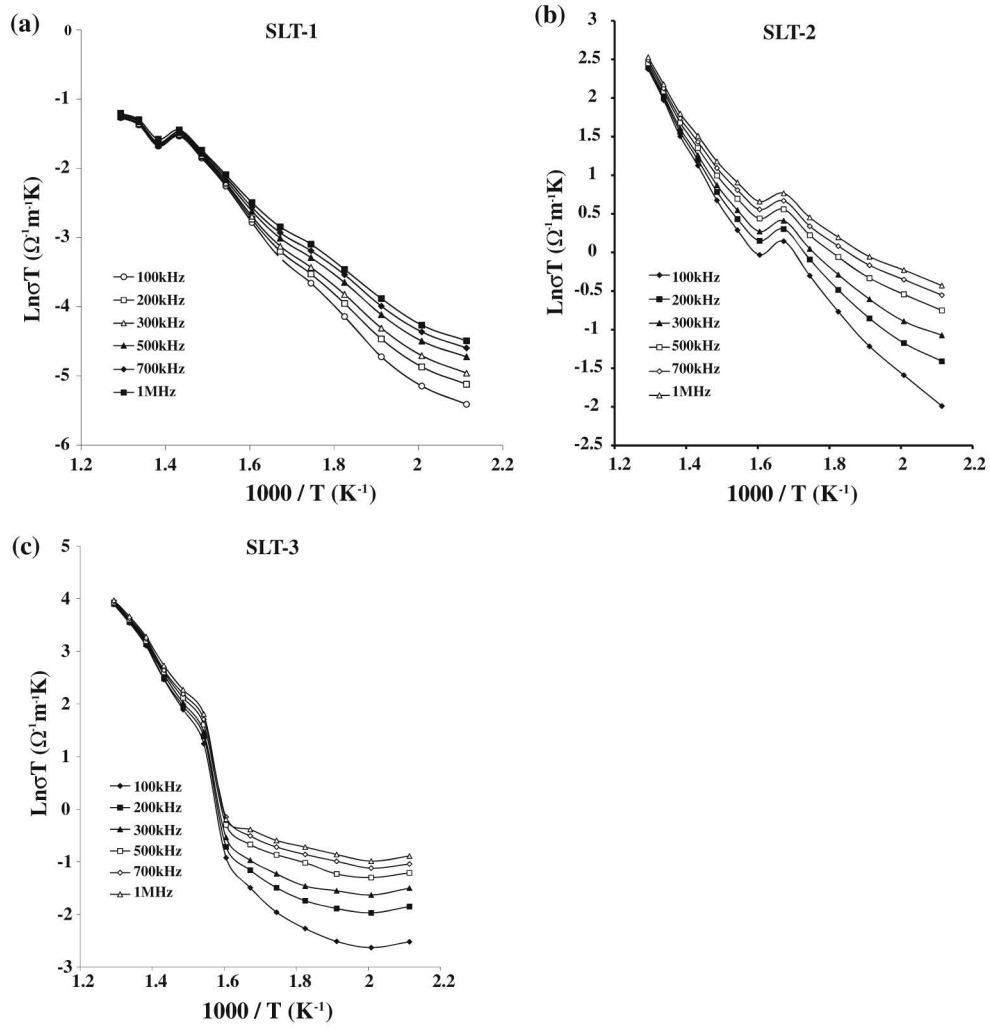 (a)
SLT-1
0
-1
-2
-3
-4
-5
-6
LnσT (Ω⁻¹m⁻¹K)
100kHz
200kHz
300kHz
500kHz
700kHz
1MHz
1.2 1.4 1.6 1.8 2 2.2
1000 / T (K⁻¹)
(b)
SLT-2
3
2.5
2
1.5
1
0.5
0
-0.5
-1
-1.5
-2
-2.5
LnσT (Ω⁻¹m⁻¹K)
100kHz
200kHz
300kHz
500kHz
700kHz
1MHz
1.2 1.4 1.6 1.8 2 2.2
1000 / T (K⁻¹)
(c)
SLT-3
5
4
3
2
1
0
-1
-2
-3
LnσT (Ω⁻¹m⁻¹K)
100kHz
200kHz
300kHz
500kHz
700kHz
1MHz
1.2 1.4 1.6 1.8 2 2.2
1000 / T (K⁻¹)